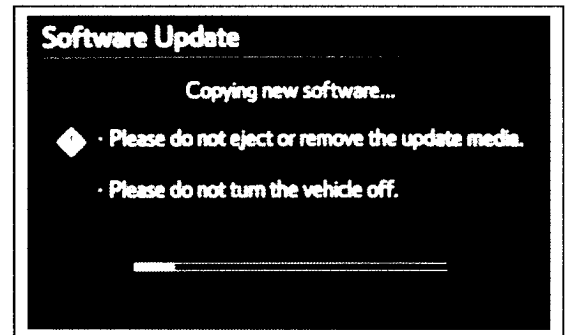 Software Update
Copying new software...
· Please do not eject or remove the update media.
· Please do not turn the vehicle off.